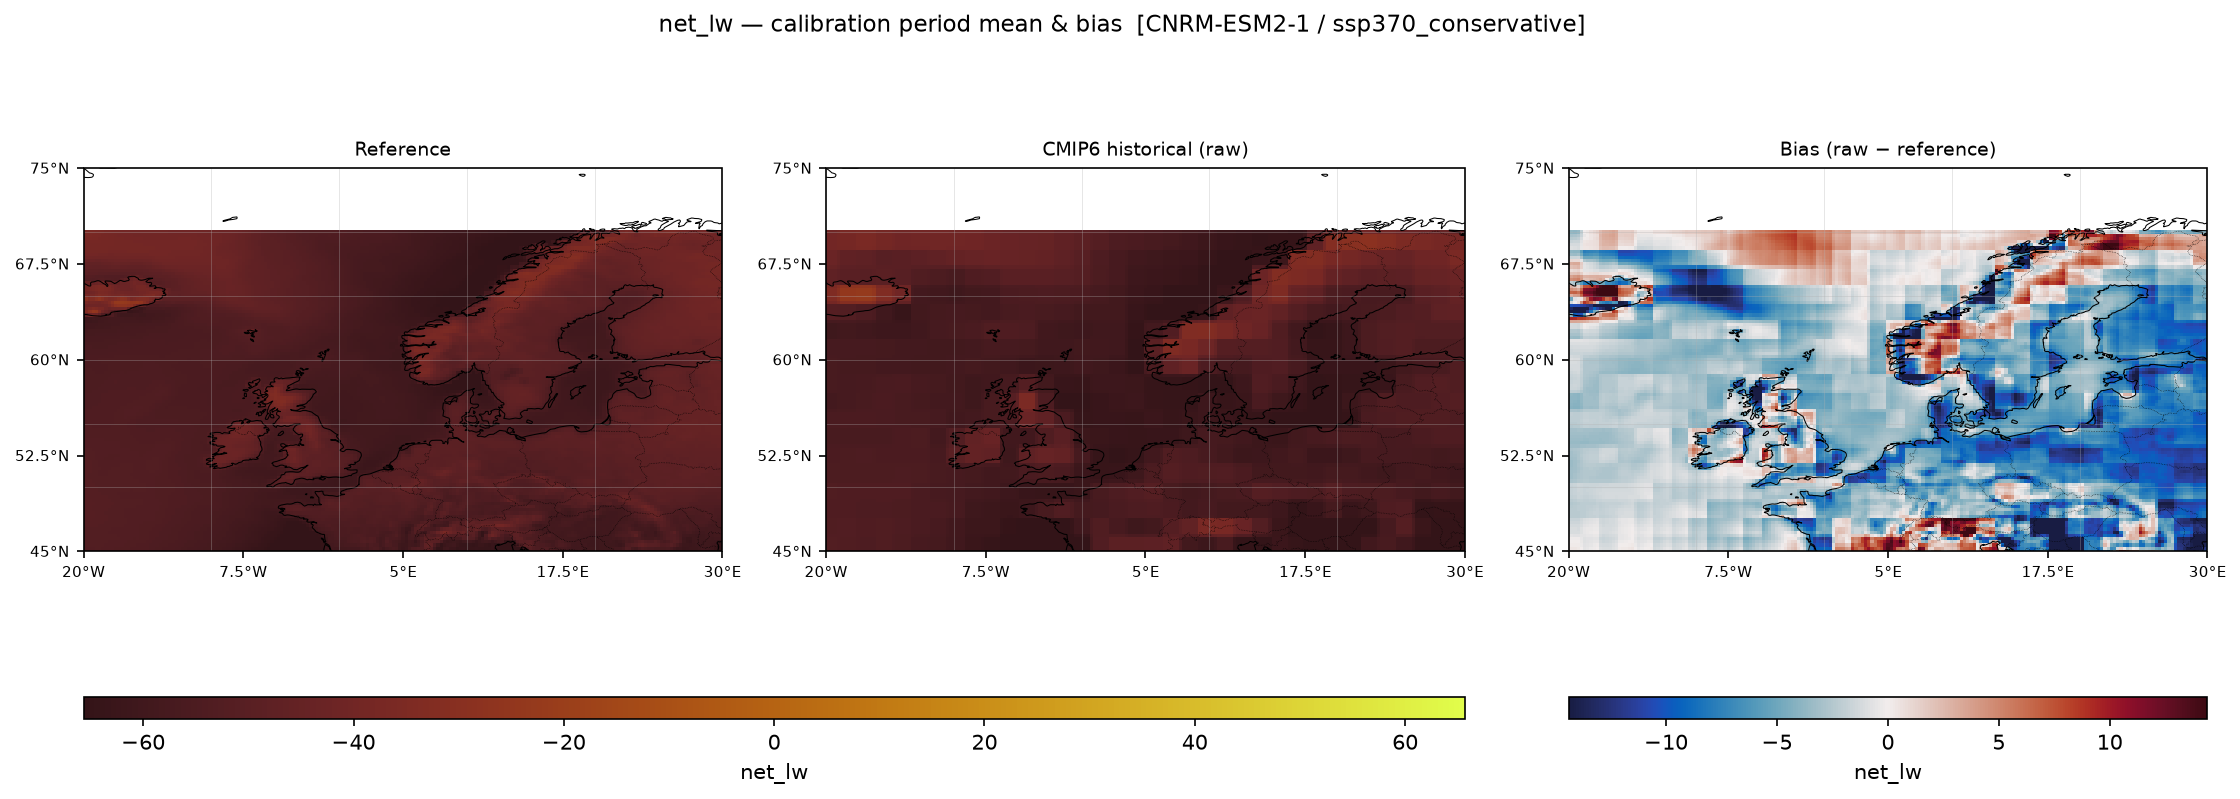 net_lw — calibration period mean & bias  [CNRM-ESM2-1 / ssp370_conservative]
Reference
CMIP6 historical (raw)
Bias (raw − reference)
75°N
67.5°N
60°N
52.5°N
45°N
20°W
7.5°W
5°E
17.5°E
30°E
75°N
67.5°N
60°N
52.5°N
45°N
20°W
7.5°W
5°E
17.5°E
30°E
75°N
67.5°N
60°N
52.5°N
45°N
20°W
7.5°W
5°E
17.5°E
30°E
−60
−40
−20
0
20
40
60
net_lw
−10
−5
0
5
10
net_lw